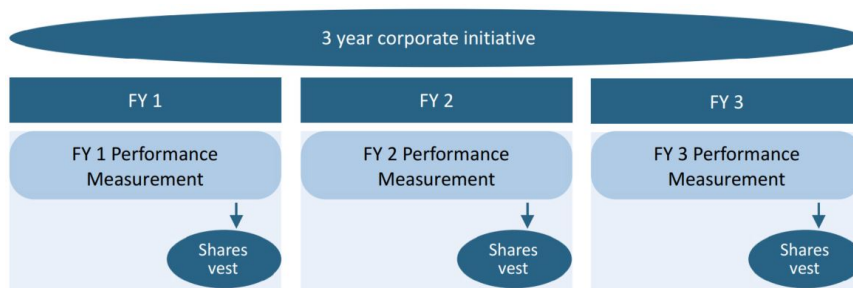 3 year corporate initiative
FY 1
FY 2
FY 3
FY 1 Performance
Measurement
FY 2 Performance
Measurement
FY 3 Performance
Measurement
Shares
vest
Shares
vest
Shares
vest